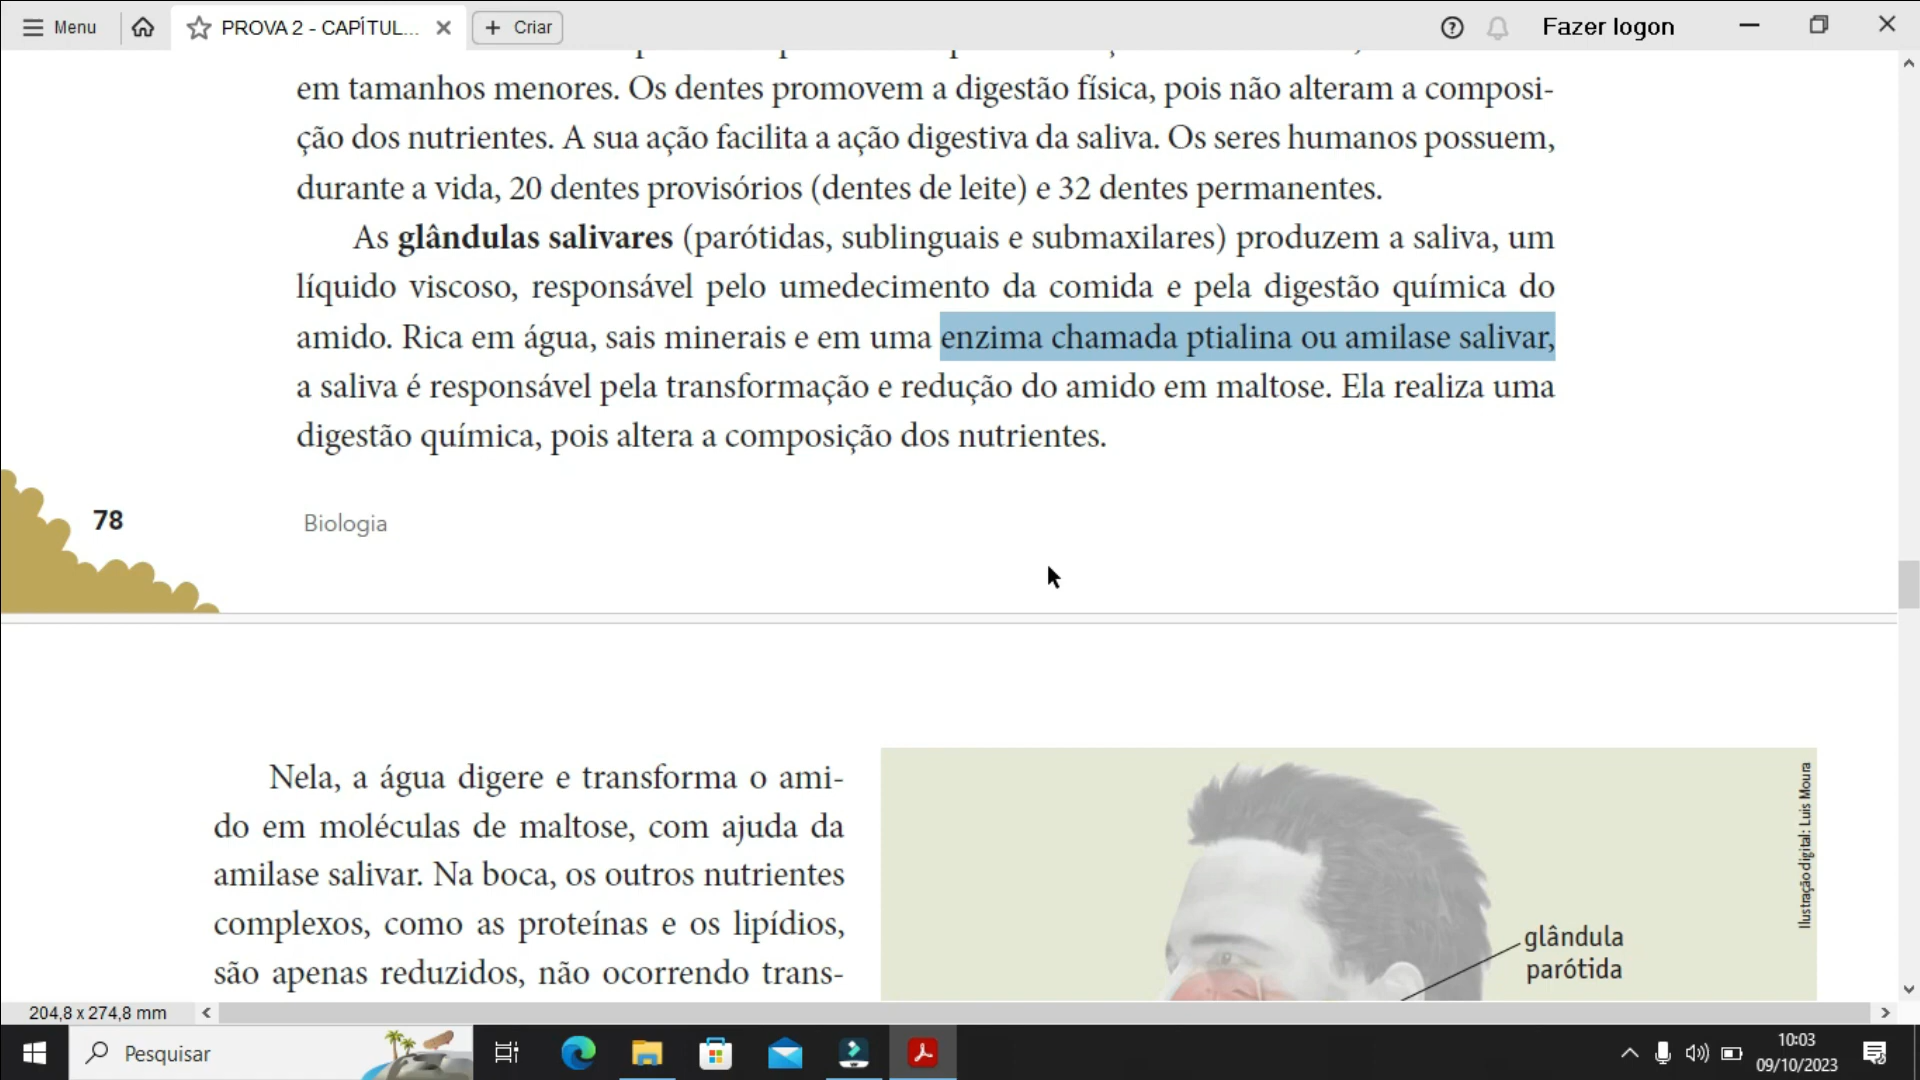 Menu
PROVA 2 - CAPÍTUL...
Criar
Fazer logon
em tamanhos menores. Os dentes promovem a digestão física, pois não alteram a composi-
ção dos nutrientes. A sua ação facilita a ação digestiva da saliva. Os seres humanos possuem,
durante a vida, 20 dentes provisórios (dentes de leite) e 32 dentes permanentes.
As glândulas salivares (parótidas, sublinguais e submaxilares) produzem a saliva, um
líquido viscoso, responsável pelo umedecimento da comida e pela digestão química do
amido. Rica em água, sais minerais e em uma enzima chamada ptialina ou amilase salivar,
a saliva é responsável pela transformação e redução do amido em maltose. Ela realiza uma
digestão química, pois altera a composição dos nutrientes.
78
Biologia
Nela, a água digere e transforma o ami-
do em moléculas de maltose, com ajuda da
amilase salivar. Na boca, os outros nutrientes
complexos, como as proteínas e os lipídios,
são apenas reduzidos, não ocorrendo trans-
Ilustração digital: Luis Moura
glândula
parótida
204,8 x 274,8 mm
Pesquisar
10:03
09/10/2023